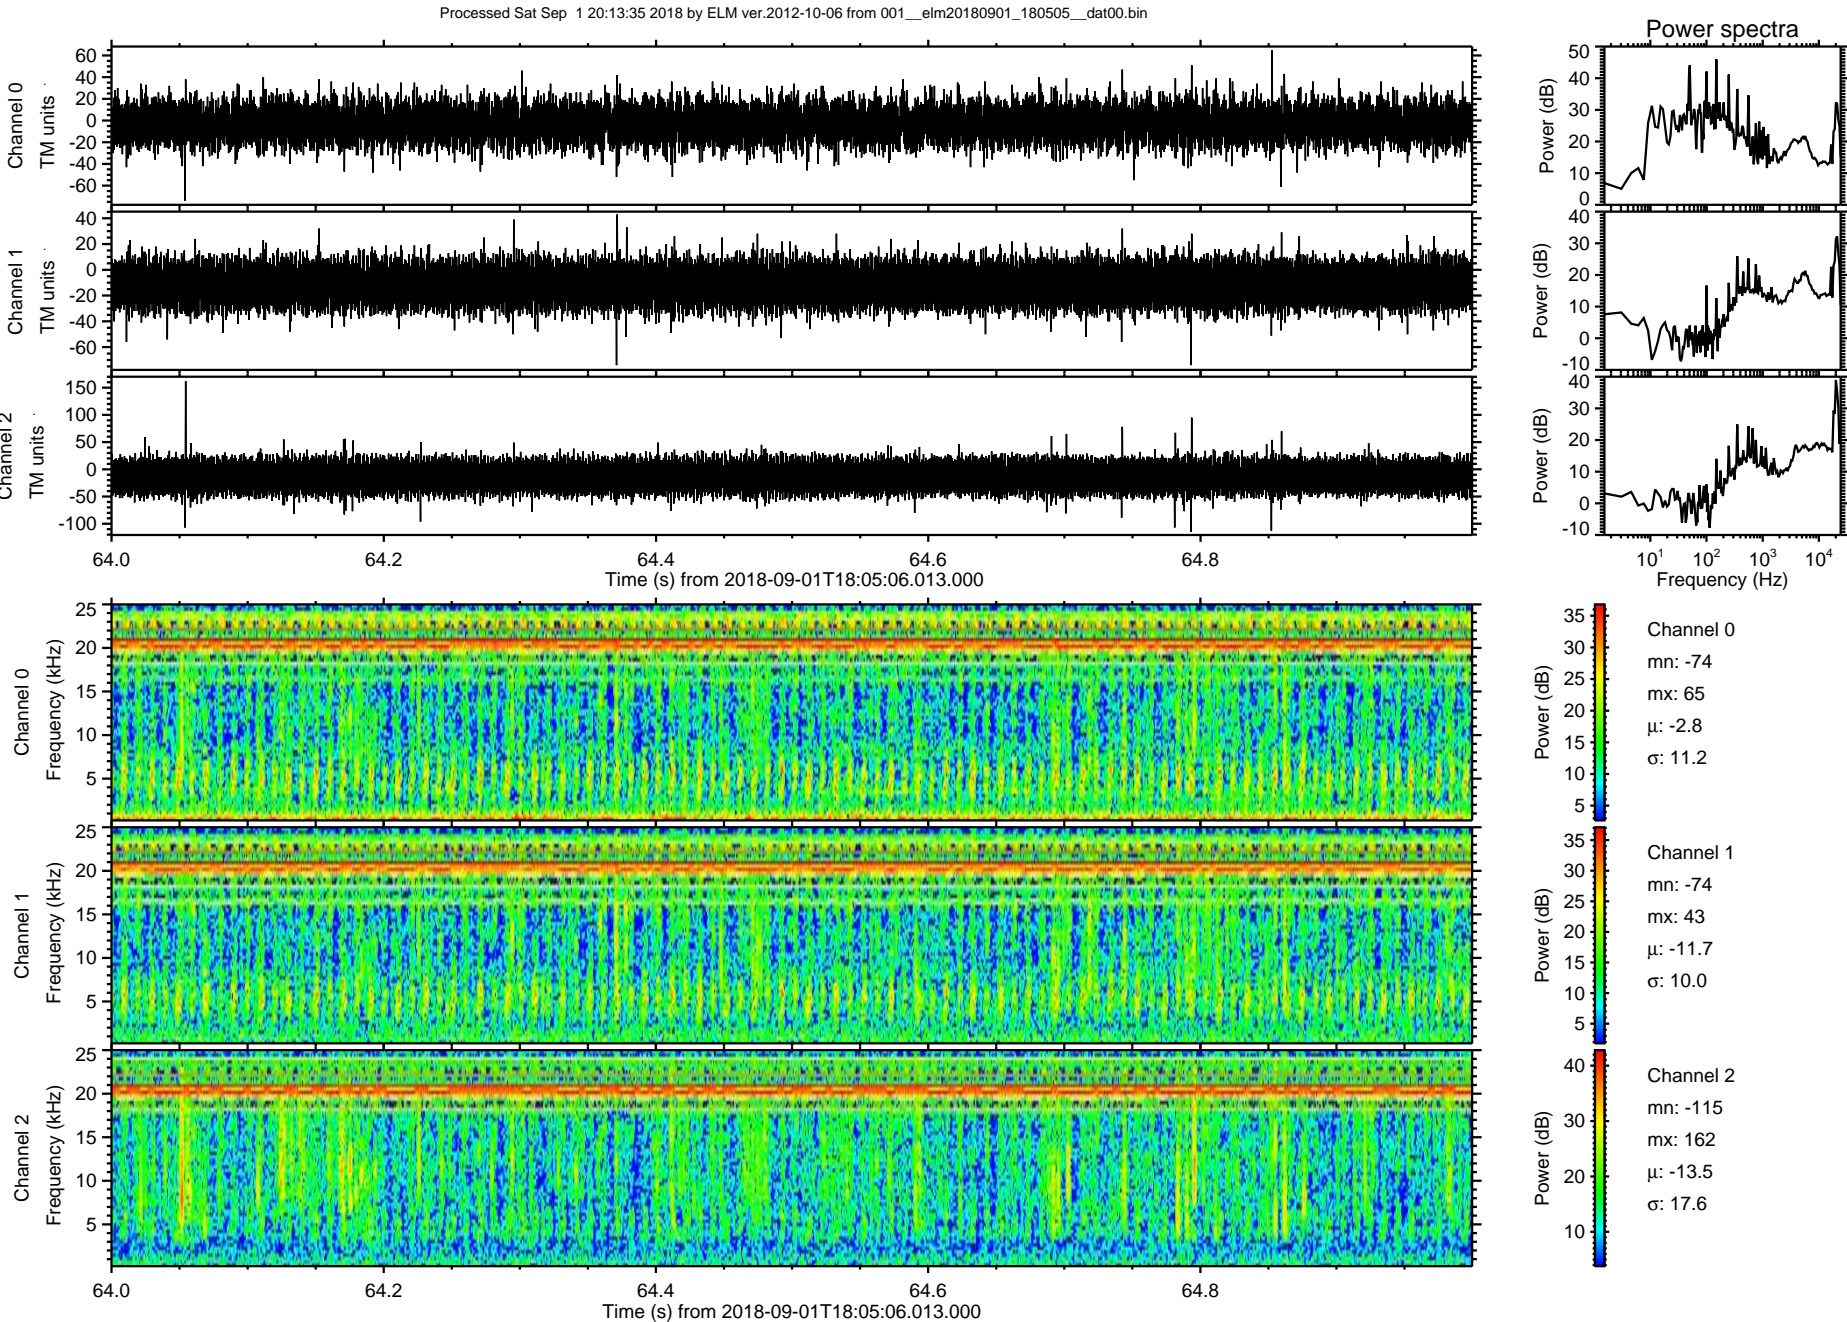 Processed Sat Sep  1 20:13:35 2018 by ELM ver.2012-10-06 from 001__elm20180901_180505__dat00.bin
Power spectra
Channel 0
TM units
60
40
20
0
-20
-40
-60
Power (dB)
50
40
30
20
10
0
Channel 1
TM units
40
20
0
-20
-40
-60
Power (dB)
40
30
20
10
0
-10
Channel 2
TM units
150
100
50
0
-50
-100
Power (dB)
40
30
20
10
0
-10
64.0 64.2 64.4 64.6 64.8
Time (s) from 2018-09-01T18:05:06.013.000
10^1 10^2 10^3 10^4
Frequency (Hz)
Channel 0
Frequency (kHz)
25
20
15
10
5
Power (dB)
35
30
25
20
15
10
5
Channel 0
mn: -74
mx: 65
μ: -2.8
σ: 11.2
Channel 1
Frequency (kHz)
25
20
15
10
5
Power (dB)
35
30
25
20
15
10
5
Channel 1
mn: -74
mx: 43
μ: -11.7
σ: 10.0
Channel 2
Frequency (kHz)
25
20
15
10
5
Power (dB)
40
30
20
10
Channel 2
mn: -115
mx: 162
μ: -13.5
σ: 17.6
64.0 64.2 64.4 64.6 64.8
Time (s) from 2018-09-01T18:05:06.013.000